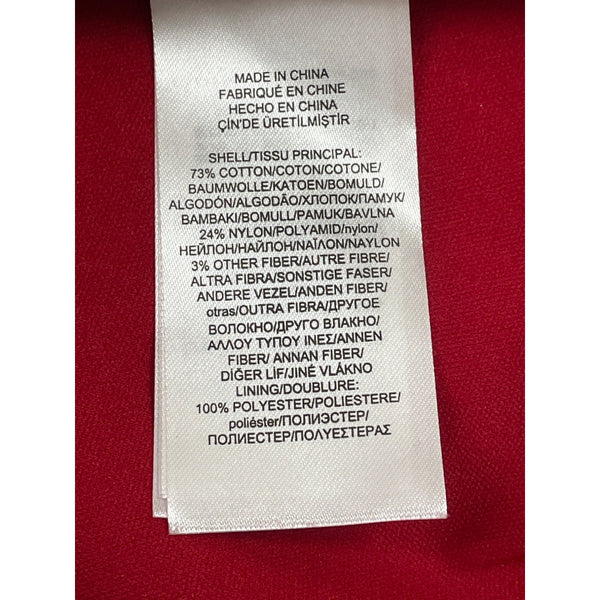 MADE IN CHINA
FABRIQUÉ EN CHINE
HECHO EN CHINA
ÇİN'DE ÜRETİLMİŞTİR
SHELL/TISSU PRINCIPAL:
73% COTTON/COTON/COTONE/
BAUMWOLLE/KATOEN/BOMULD/
ALGODÓN/ALGODÃO/ХЛОПОК/ПАМУК/
BAMBAKI/BOMULL/PAMUK/BAVLNA
24% NYLON/POLYAMID/nylon/
НЕЙЛОН/НАЙЛОН/ΝΑΪΛΟΝ/NAYLON
3% OTHER FIBER/AUTRE FIBRE/
ALTRA FIBRA/SONSTIGE FASER/
ANDERE VEZEL/ANDEN FIBER/
otras/OUTRA FIBRA/ДРУГОЕ
ВОЛОКНО/ДРУГО ВЛАКНО/
ΑΛΛΟΥ ΤΥΠΟΥ ΙΝΕΣ/ANNEN
FIBER/ ANNAN FIBER/
DİĞER LİF/JINÉ VLÁKNO
LINING/DOUBLURE:
100% POLYESTER/POLIESTERE/
poliéster/ПОЛИЭСТЕР/
ПОЛИЕСТЕР/ΠΟΛΥΕΣΤΕΡΑΣ